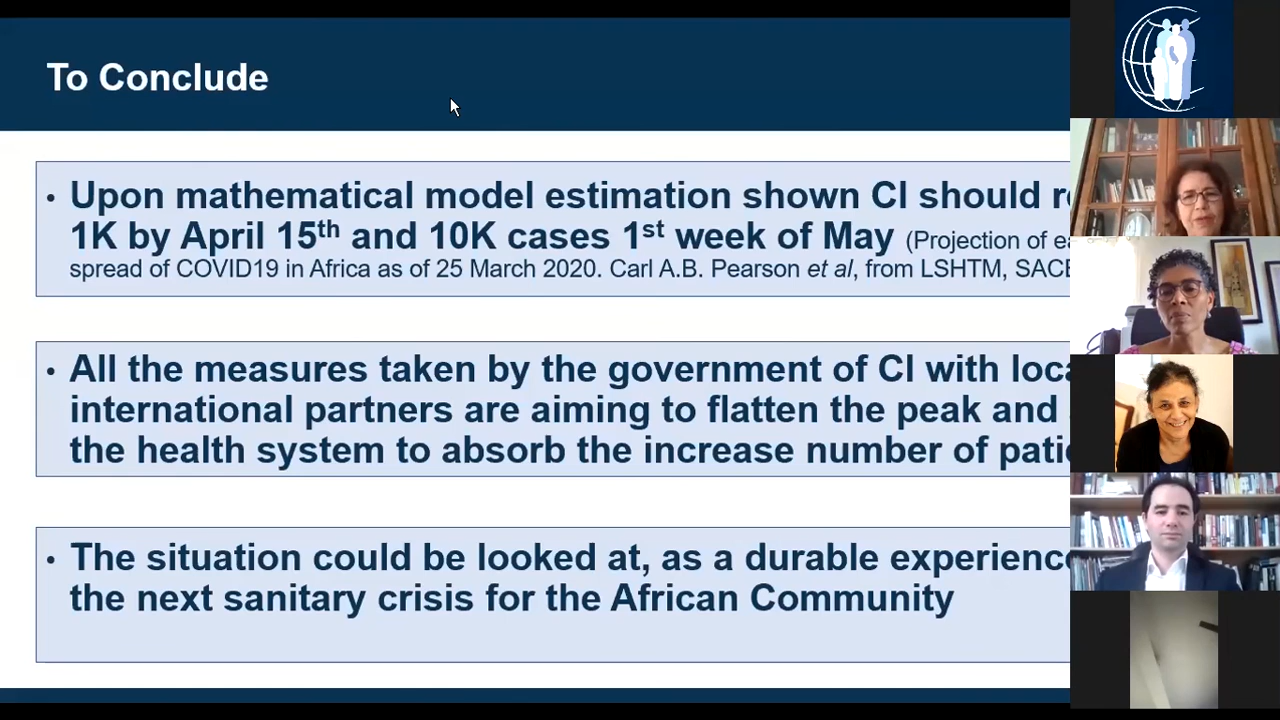 To Conclude
• Upon mathematical model estimation shown CI should
1K by April 15th and 10K cases 1st week of May (Projection of
spread of COVID19 in Africa as of 25 March 2020. Carl A.B. Pearson et al, from LSHTM,
• All the measures taken by the government of CI with
international partners are aiming to flatten the peak and
the health system to absorb the increase number of
• The situation could be looked at, as a durable experience
the next sanitary crisis for the African Community